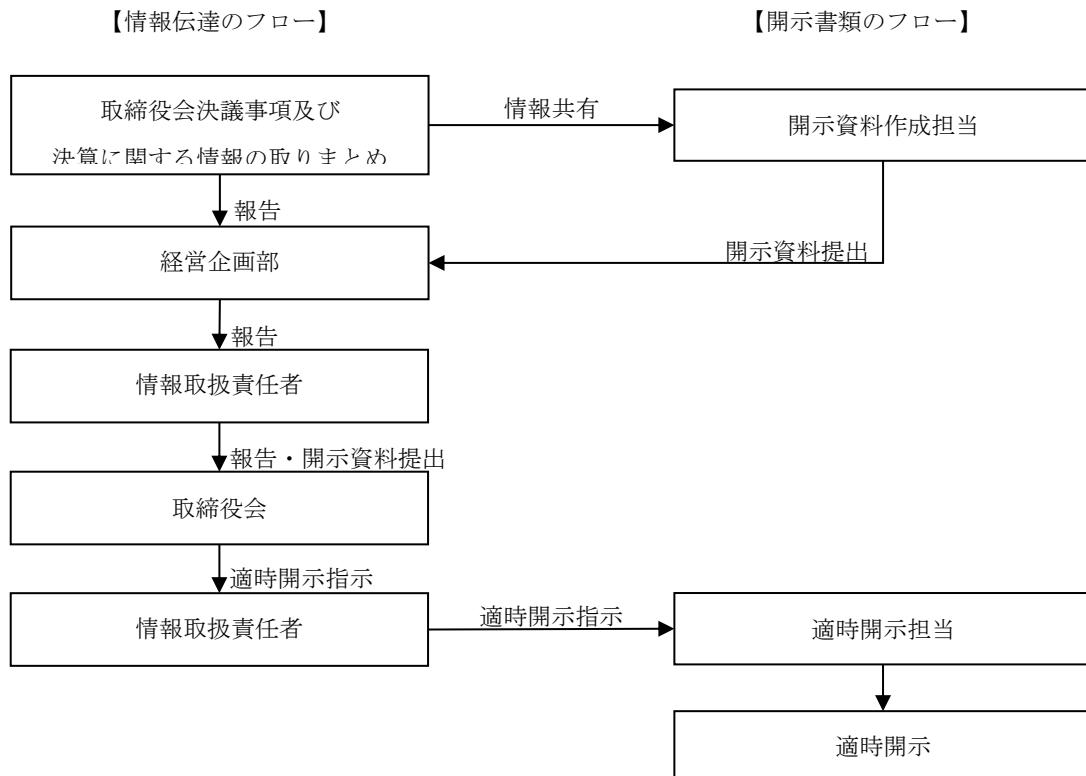 【情報伝達のフロー】
【開示書類のフロー】
取締役会決議事項及び
決算に関する情報の取りまとめ
情報共有
開示資料作成担当
報告
経営企画部
開示資料提出
報告
情報取扱責任者
報告・開示資料提出
取締役会
適時開示指示
情報取扱責任者
適時開示指示
適時開示担当
適時開示